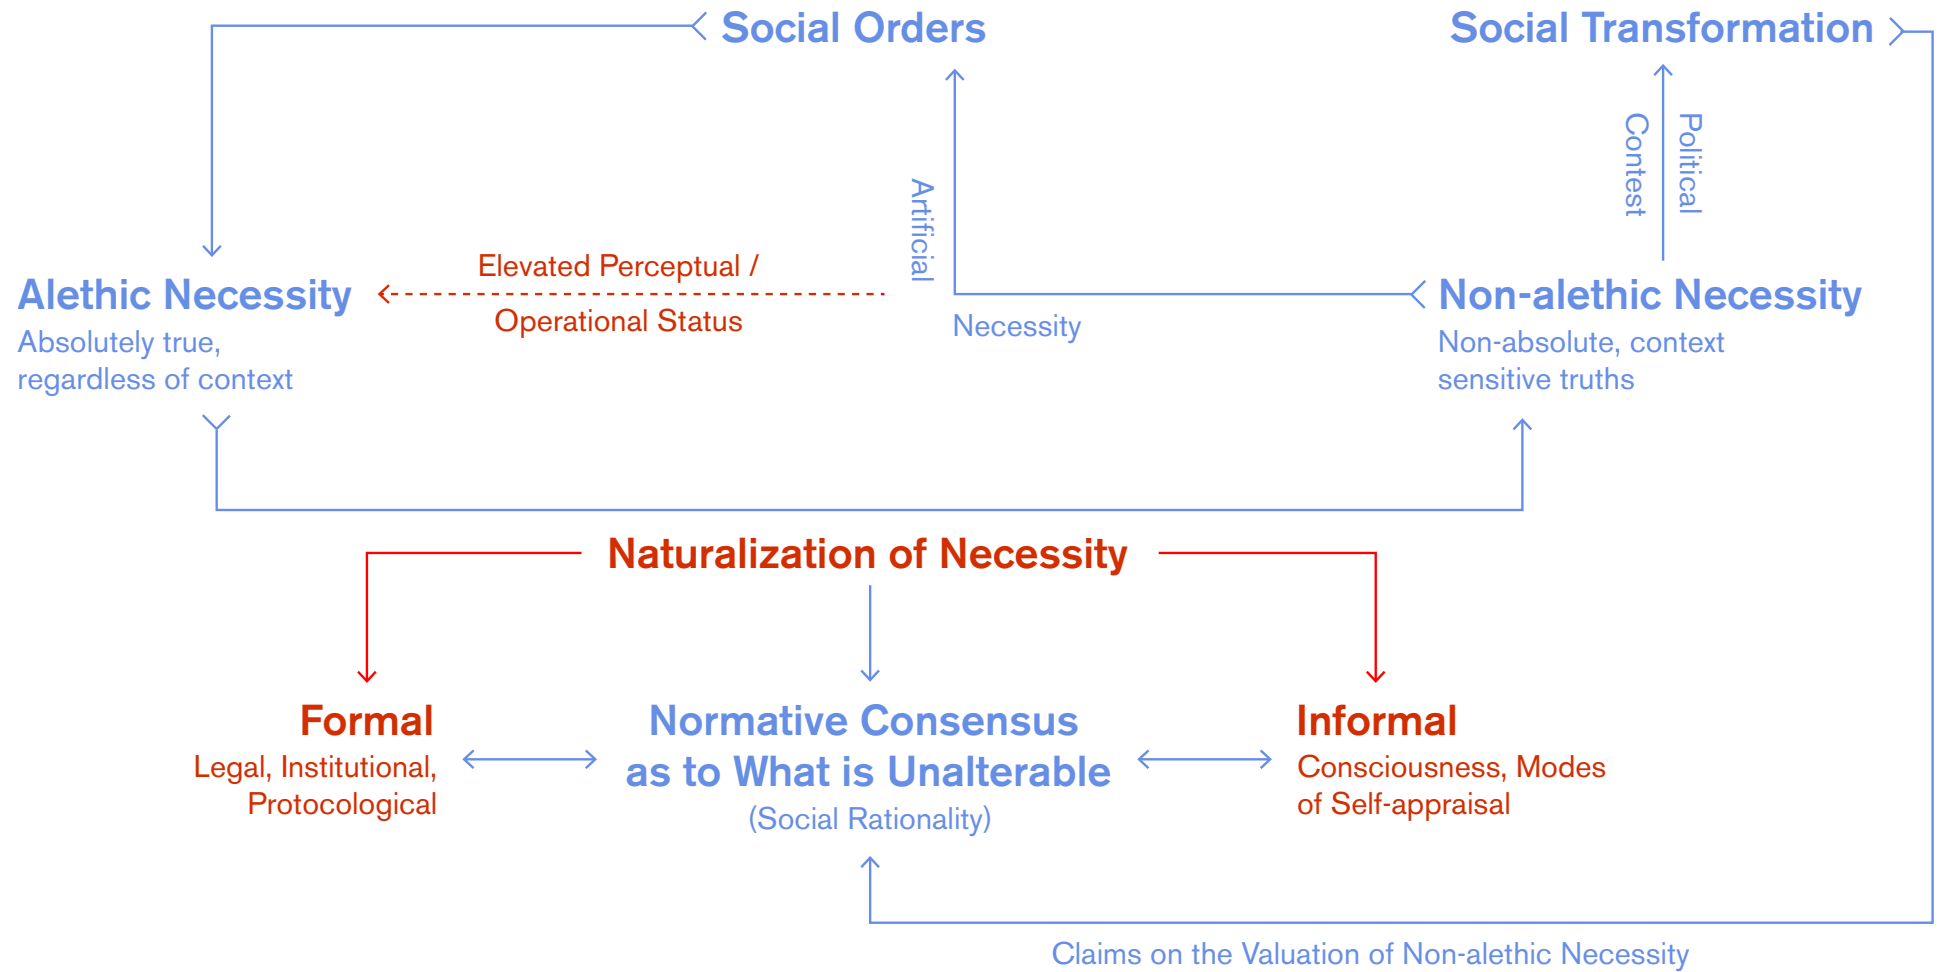 Social Orders
Social Transformation
Political
Contest
Artificial
Necessity
Elevated Perceptual /
Operational Status
Alethic Necessity
Absolutely true,
regardless of context
Non-alethic Necessity
Non-absolute, context
sensitive truths
Naturalization of Necessity
Formal
Legal, Institutional,
Protocological
Normative Consensus
as to What is Unalterable
(Social Rationality)
Informal
Consciousness, Modes
of Self-appraisal
Claims on the Valuation of Non-alethic Necessity